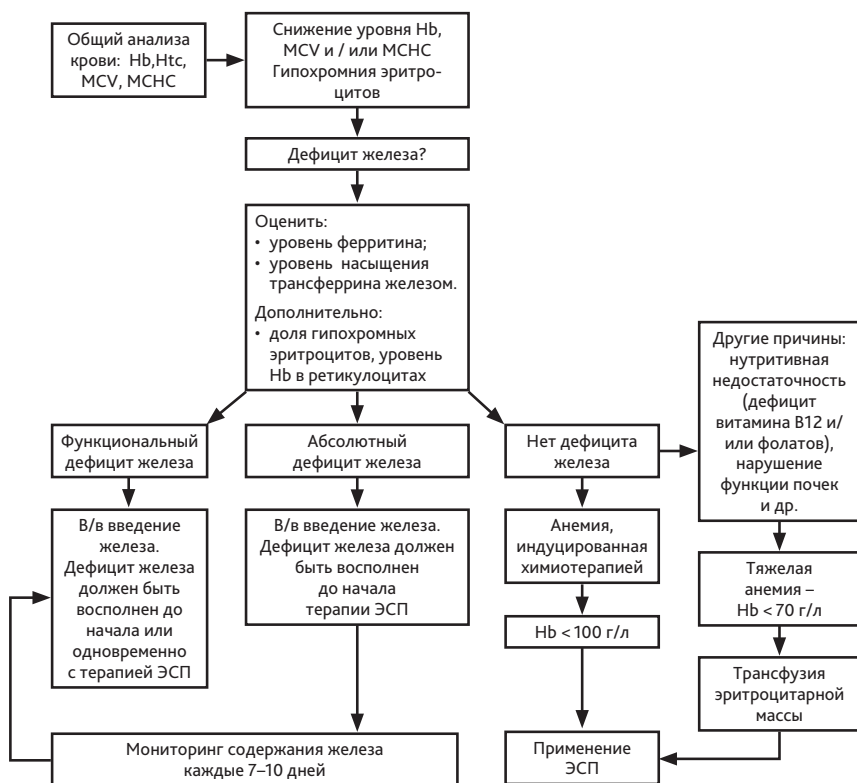 Общий анализа
крови: Hb,Htc,
MCV, MCHC
Снижение уровня Hb,
MCV и / или MCHC
Гипохромния эритро-
цитов
Дефицит железа?
Оценить:
• уровень ферритина;
• уровень насыщения
трансферрина железом.
Дополнительно:
• доля гипохромных
эритроцитов, уровень
Hb в ретикулоцитах
Функциональный
дефицит железа
Абсолютный
дефицит железа
Нет дефицита
железа
Другие причины:
нутритивная
недостаточность
(дефицит
витамина B12 и/
или фолатов),
нарушение
функции почек
и др.
В/в введение
железа.
Дефицит железа
должен быть
восполнен до
начала или
одновременно
с терапией ЭСП
В/в введение железа.
Дефицит железа должен
быть восполнен
до начала
терапии ЭСП
Анемия,
индуцированная
химиотерапией
Hb < 100 г/л
Тяжелая
анемия –
Hb < 70 г/л
Трансфузия
эритроцитарной
массы
Мониторинг содержания железа
каждые 7–10 дней
Применение
ЭСП